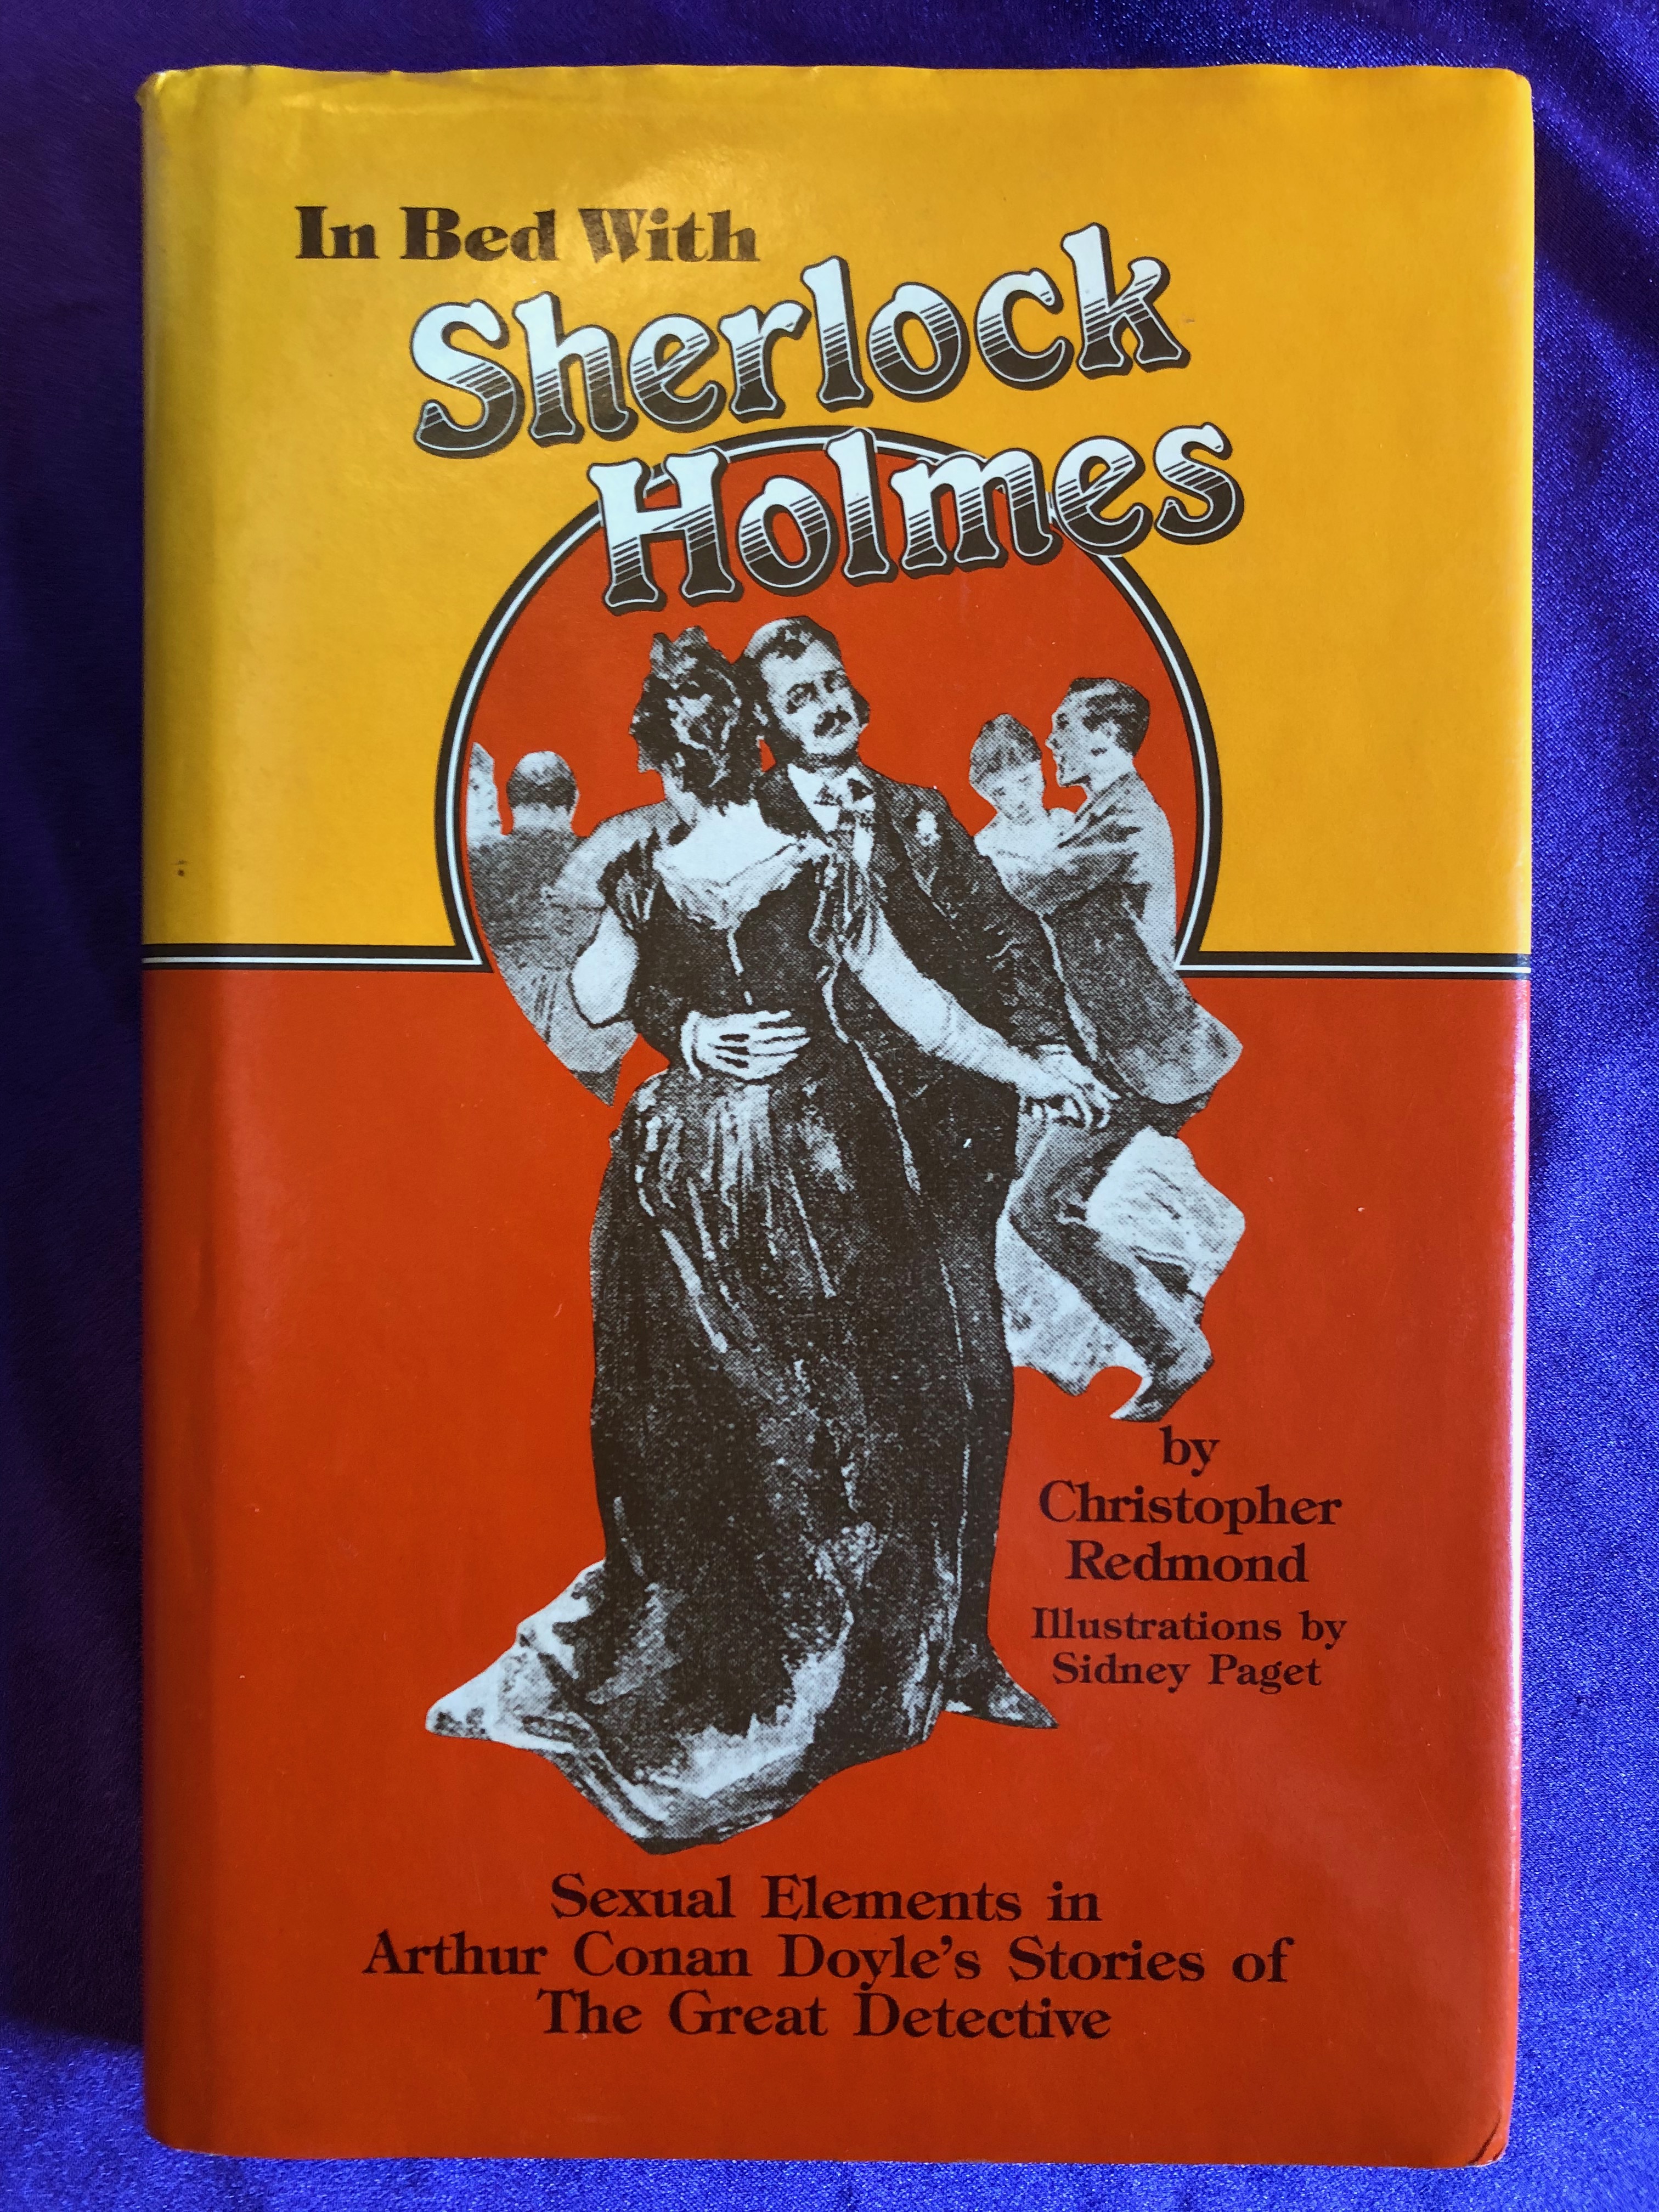 In Bed With
Sherlock
Holmes
by
Christopher
Redmond
Illustrations by
Sidney Paget
Sexual Elements in
Arthur Conan Doyle's Stories of
The Great Detective